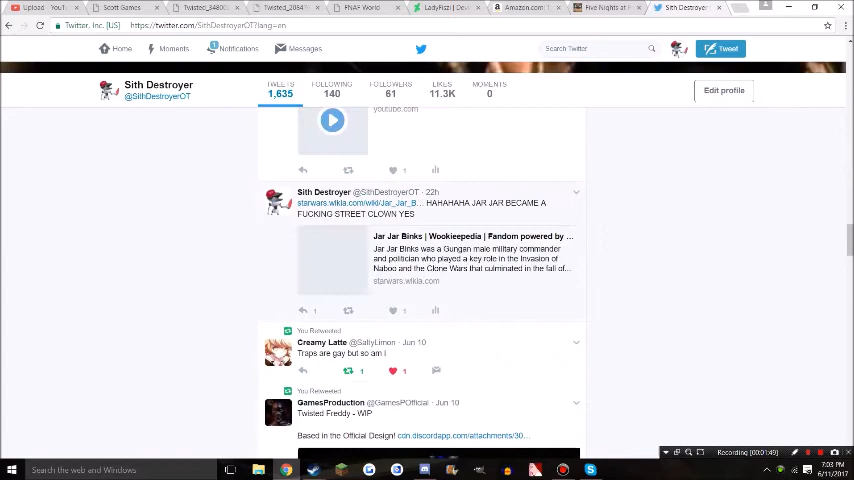 Upload - YouTu
Scott Games
Twisted_34800
Twisted_20847
FNAF World
LadyFiszi | Devi
Amazon.com: T
Five Nights at F
Sith Destroyer
Twitter, Inc. [US]
https://twitter.com/SithDestroyerOT?lang=en
Home
Moments
1
Notifications
Messages
Search Twitter
Tweet
Sith Destroyer
@SithDestroyerOT
TWEETS
1,635
FOLLOWING
140
FOLLOWERS
61
LIKES
11.3K
MOMENTS
0
Edit profile
youtube.com
1
Sith Destroyer @SithDestroyerOT · 22h
starwars.wikia.com/wiki/Jar_Jar_B... HAHAHAHA JAR JAR BECAME A
FUCKING STREET CLOWN YES
Jar Jar Binks | Wookieepedia | Fandom powered by ...
Jar Jar Binks was a Gungan male military commander
and politician who played a key role in the Invasion of
Naboo and the Clone Wars that culminated in the fall of...
starwars.wikia.com
1 1
You Retweeted
Creamy Latte @SaltyLimon · Jun 10
Traps are gay but so am I
1 1
You Retweeted
GamesProduction @GamesPOfficial · Jun 10
Twisted Freddy - WIP
Based in the Official Design! cdn.discordapp.com/attachments/30...
Recording [00:01:49]
Search the web and Windows
7:03 PM
6/11/2017